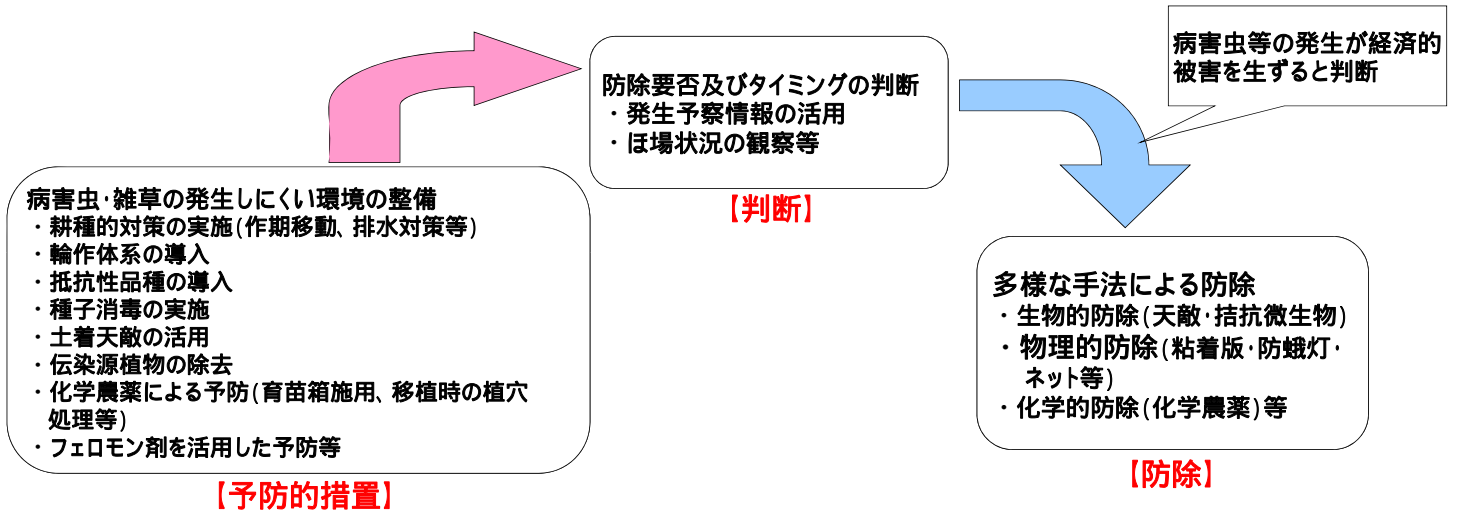 病害虫・雑草の発生しにくい環境の整備
・耕種的対策の実施(作期移動、排水対策等)
・輪作体系の導入
・抵抗性品種の導入
・種子消毒の実施
・土着天敵の活用
・伝染源植物の除去
・化学農薬による予防(育苗箱施用、移植時の植穴
処理等)
・フェロモン剤を活用した予防等
【予防的措置】
防除要否及びタイミングの判断
・発生予察情報の活用
・ほ場状況の観察等
【判断】
病害虫等の発生が経済的
被害を生ずると判断
多様な手法による防除
・生物的防除(天敵・拮抗微生物)
・物理的防除(粘着版・防蛾灯・
ネット等)
・化学的防除(化学農薬)等
【防除】